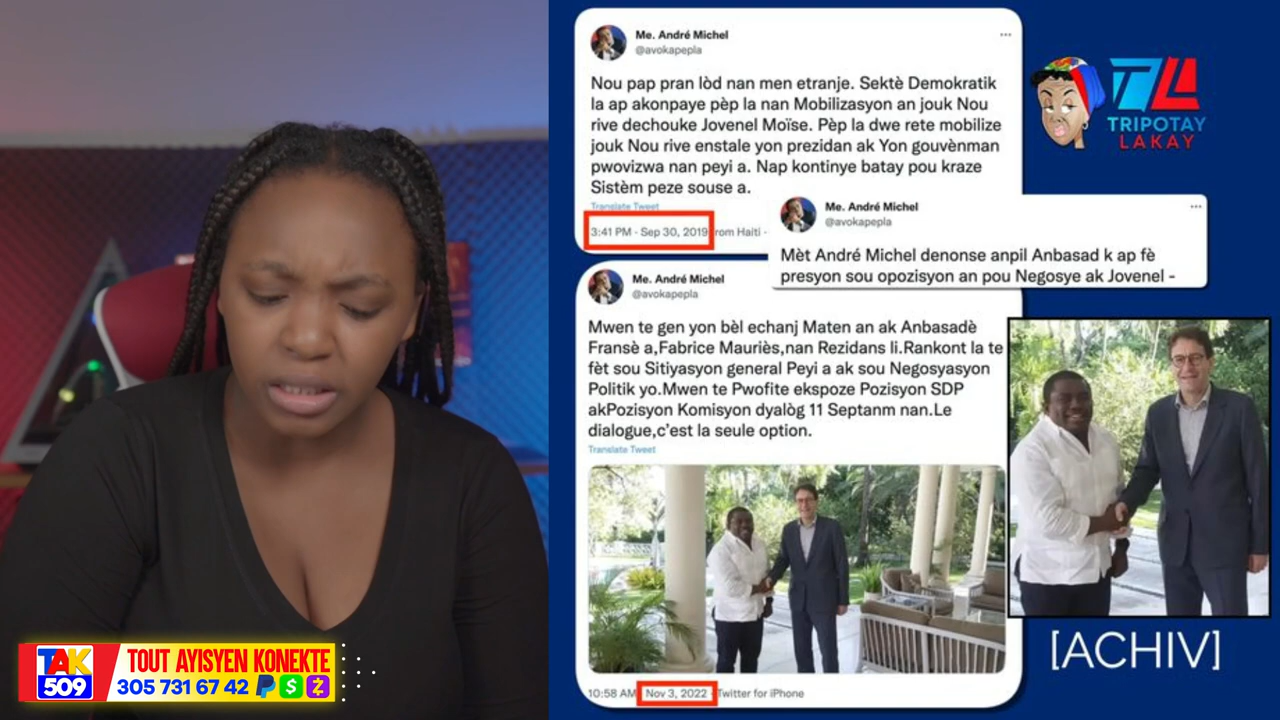 Me. André Michel
@avokapepla
Nou pap pran lòd nan men etranje. Sektè Demokratik
la ap akonpaye pèp la nan Mobilizasyon an jouk Nou
rive dechouke Jovenel Moïse. Pèp la dwe rete mobilize
jouk Nou rive enstale yon prezidan ak Yon gouvènman
pwovizwa nan peyi a. Nap kontinye batay pou kraze
Sistèm peze souse a.
Translate Tweet
3:41 PM · Sep 30, 2019 from Haiti ·
Me. André Michel
@avokapepla
Mèt André Michel denonse anpil Anbasad k ap fè
presyon sou opozisyon an pou Negosye ak Jovenel -
Me. André Michel
@avokapepla
Mwen te gen yon bèl echanj Maten an ak Anbasadè
Fransè a,Fabrice Mauriès,nan Rezidans li.Rankont la te
fèt sou Sitiyasyon general Peyi a ak sou Negosyasyon
Politik yo.Mwen te Pwofite ekspoze Pozisyon SDP
akPozisyon Komisyon dyalòg 11 Septanm nan.Le
dialogue,c'est la seule option.
Translate Tweet
10:58 AM · Nov 3, 2022 · Twitter for iPhone
TL
TRIPOTAY
LAKAY
[ACHIV]
TAK
509
TOUT AYISYEN KONEKTE
305 731 67 42